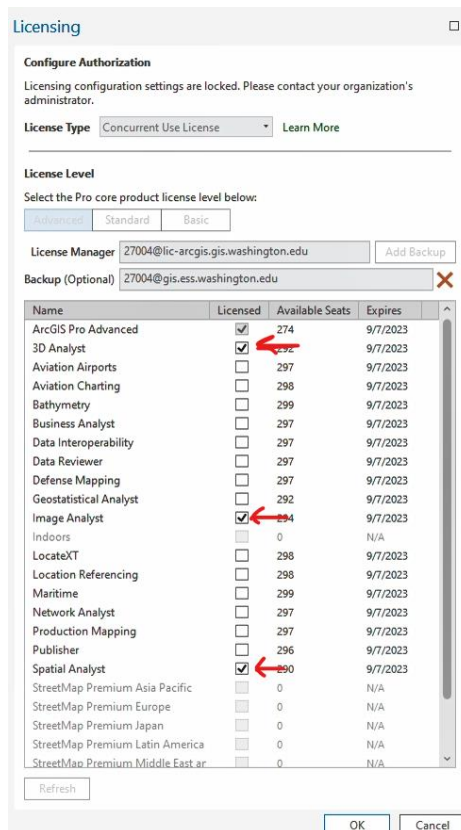 Licensing
Configure Authorization
Licensing configuration settings are locked. Please contact your organization's
administrator.
License Type Concurrent Use License Learn More
License Level
Select the Pro core product license level below:
Advanced Standard Basic
License Manager 27004@lic-arcgis.gis.washington.edu Add Backup
Backup (Optional) 27004@gis.ess.washington.edu
Name Licensed Available Seats Expires
ArcGIS Pro Advanced 274 9/7/2023
3D Analyst 292 9/7/2023
Aviation Airports 297 9/7/2023
Aviation Charting 298 9/7/2023
Bathymetry 299 9/7/2023
Business Analyst 297 9/7/2023
Data Interoperability 297 9/7/2023
Data Reviewer 297 9/7/2023
Defense Mapping 297 9/7/2023
Geostatistical Analyst 292 9/7/2023
Image Analyst 294 9/7/2023
Indoors 0 N/A
LocateXT 298 9/7/2023
Location Referencing 298 9/7/2023
Maritime 299 9/7/2023
Network Analyst 297 9/7/2023
Production Mapping 297 9/7/2023
Publisher 296 9/7/2023
Spatial Analyst 290 9/7/2023
StreetMap Premium Asia Pacific 0 N/A
StreetMap Premium Europe 0 N/A
StreetMap Premium Japan 0 N/A
StreetMap Premium Latin America 0 N/A
StreetMap Premium Middle East ar 0 N/A
Refresh
OK Cancel